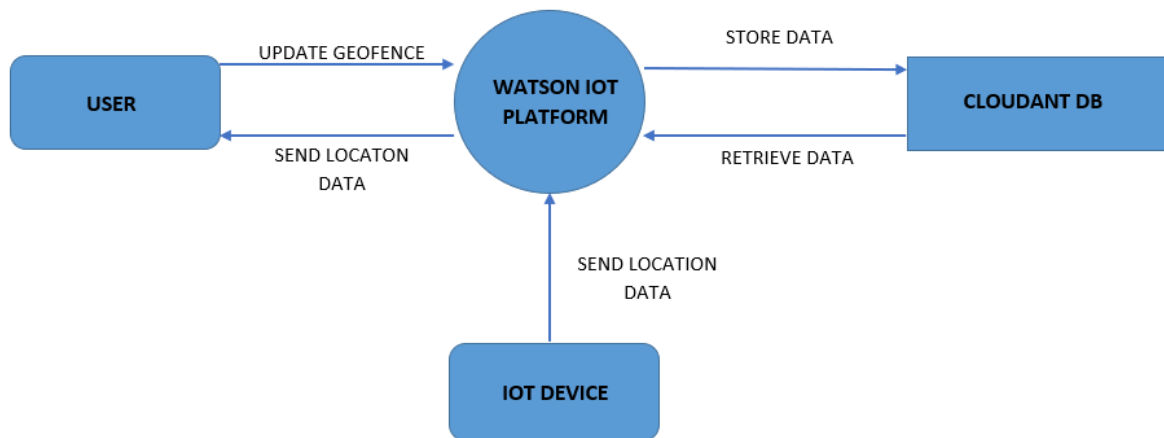 UPDATE GEOFENCE
STORE DATA
USER
WATSON IOT
PLATFORM
CLOUDANT DB
SEND LOCATON
DATA
RETRIEVE DATA
SEND LOCATION
DATA
IOT DEVICE